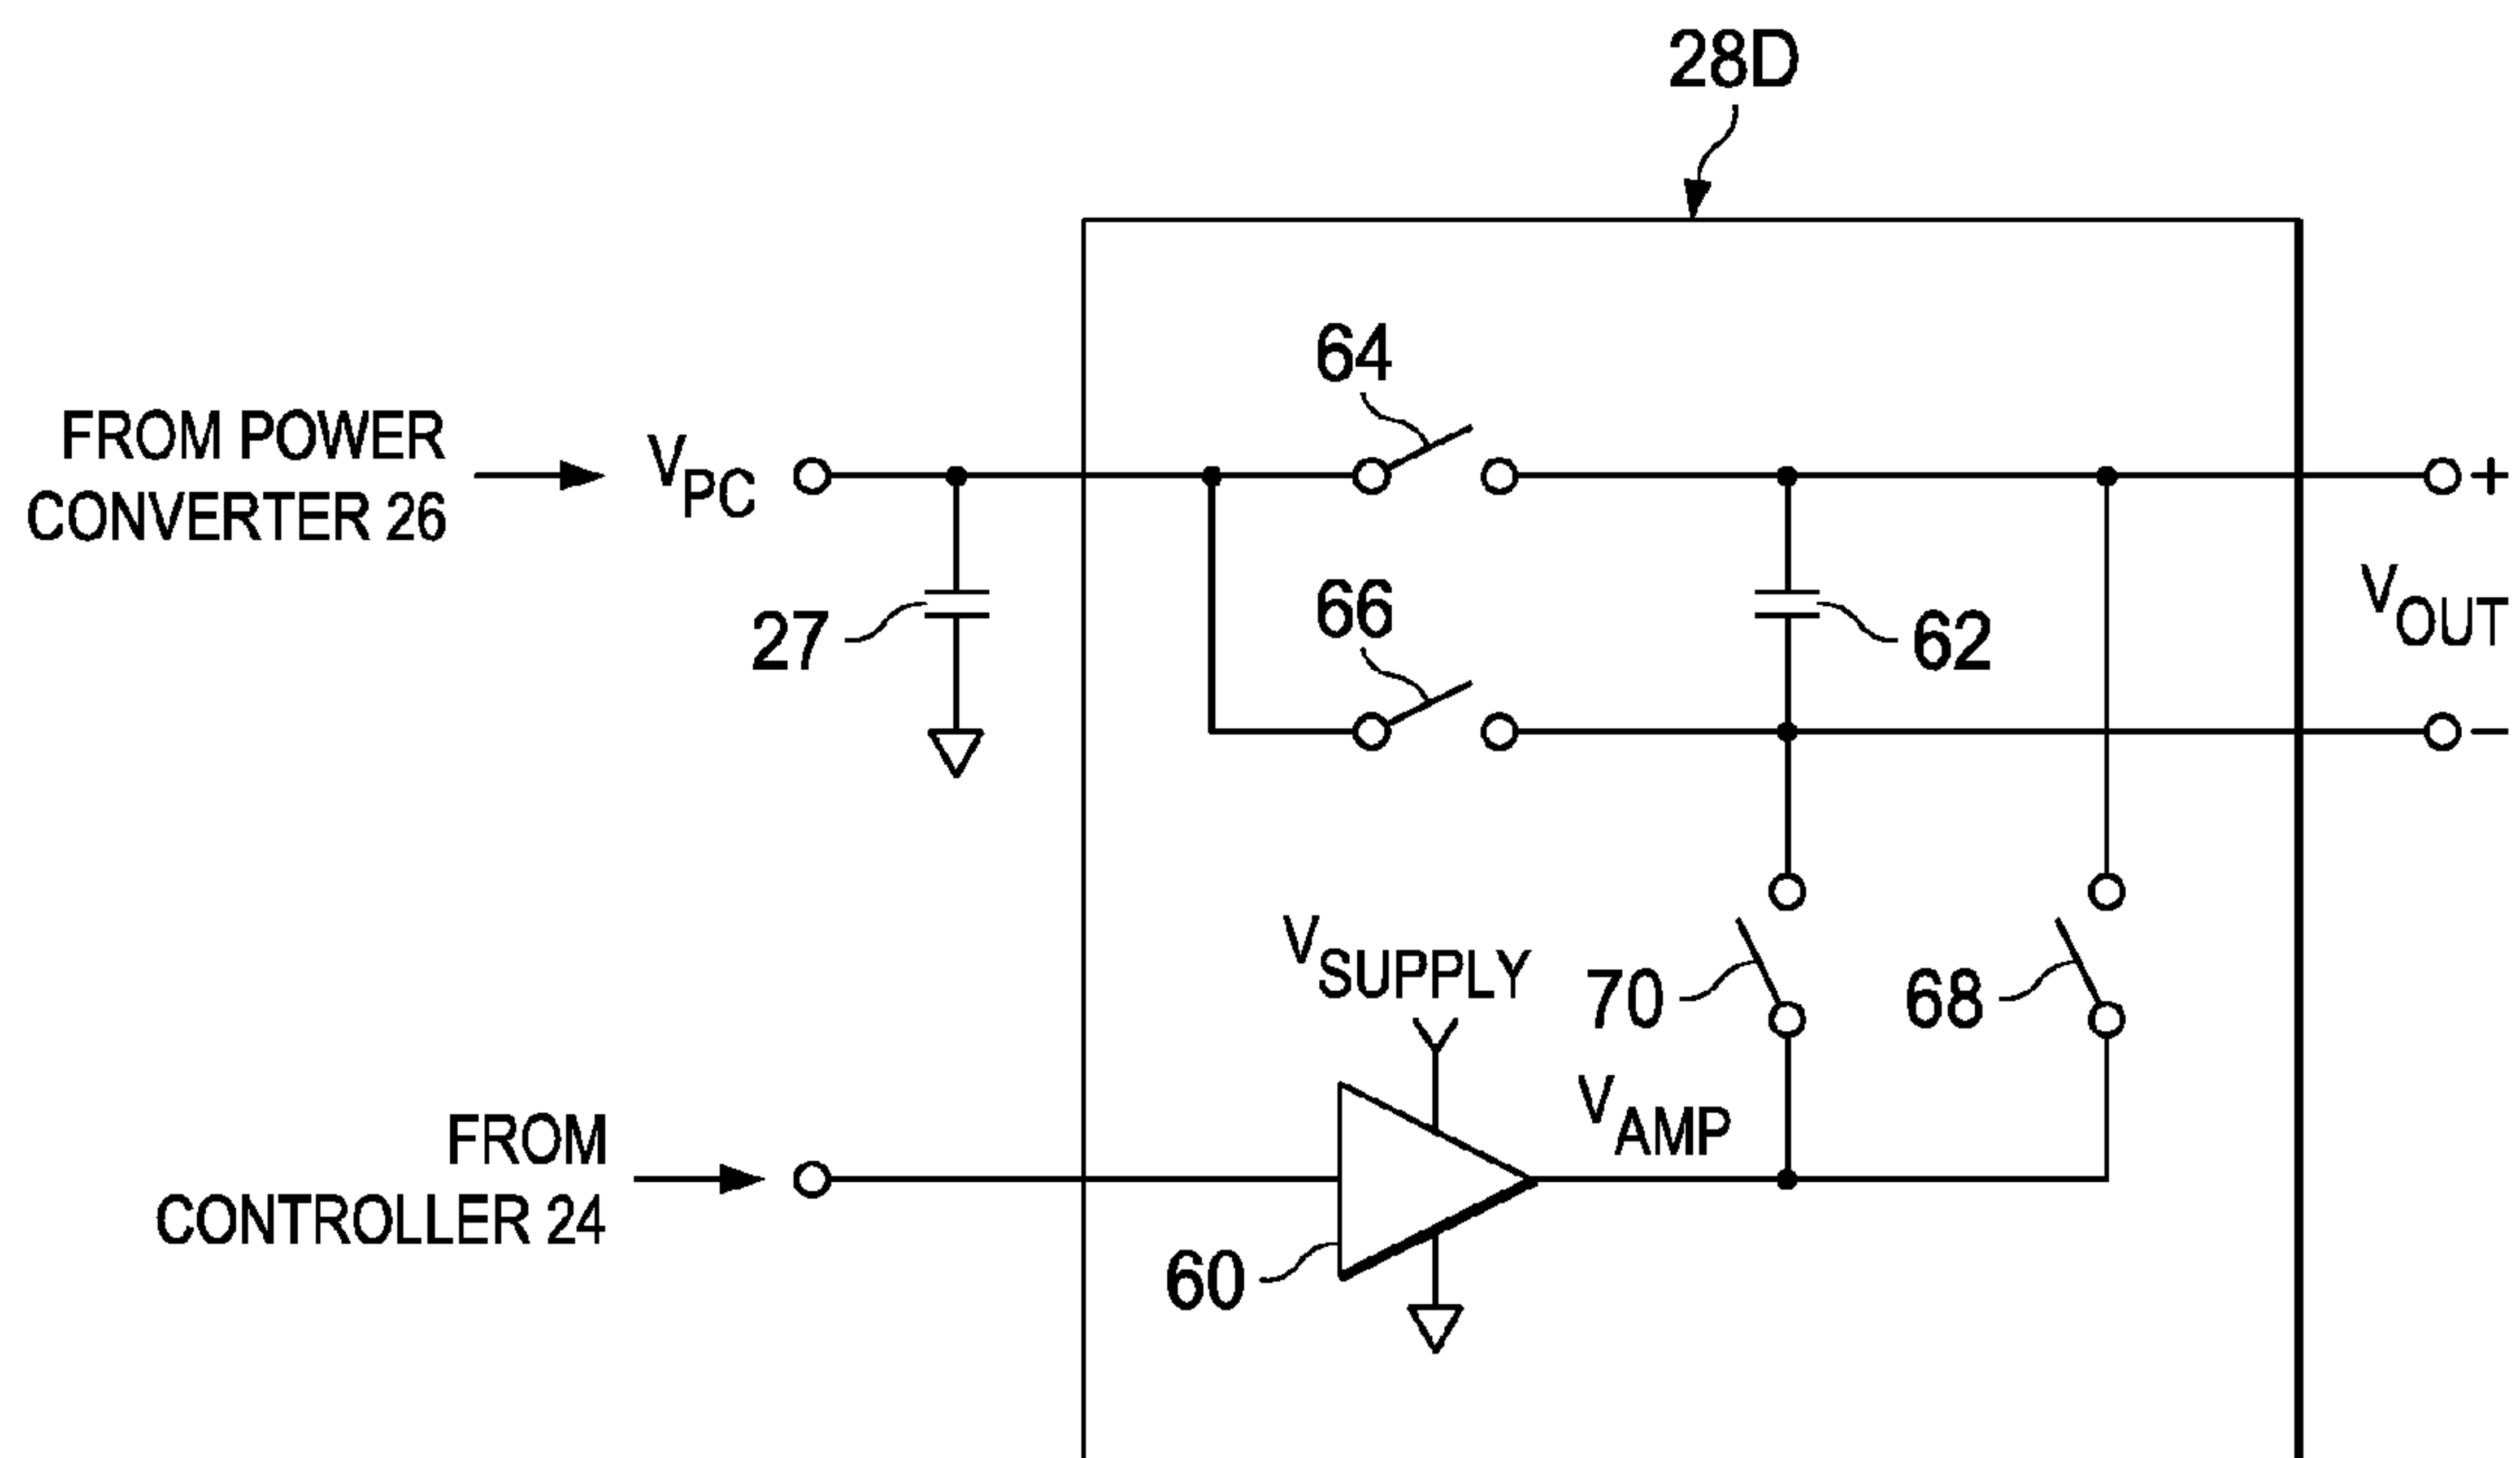 28D
64
FROM POWER
CONVERTER 26
VPC
+
27
66
62
VOUT
−
VSUPPLY
70
68
VAMP
FROM
CONTROLLER 24
60